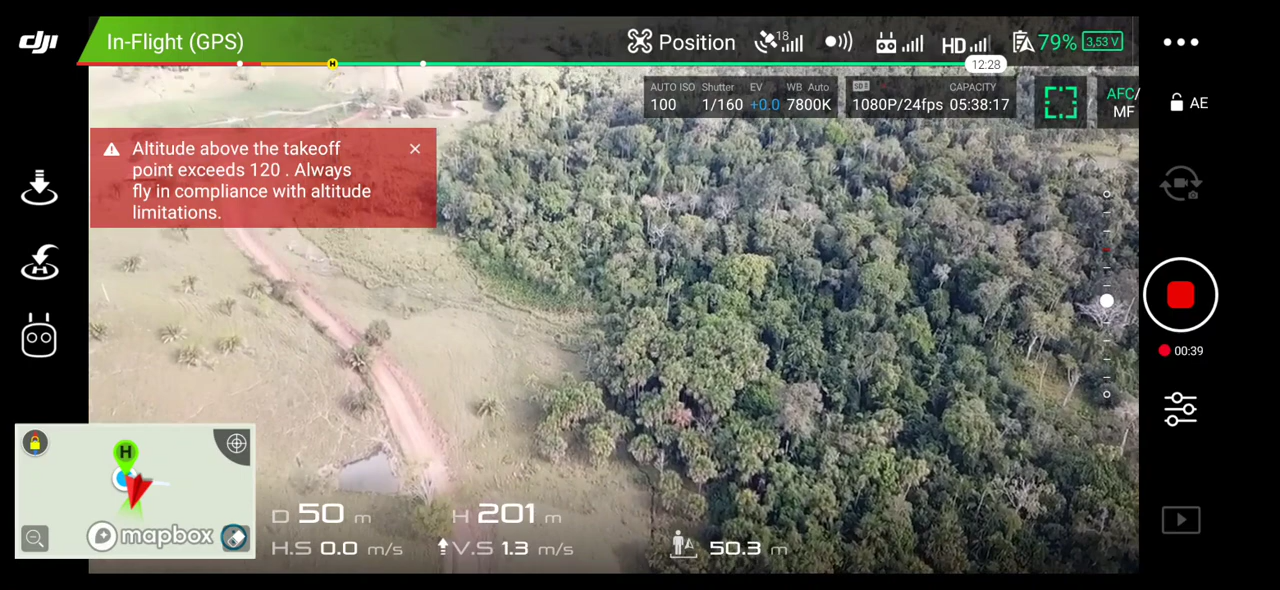 dji
In-Flight (GPS)
18
Position
HD
79%
3,53 V
12:28
AUTO ISO Shutter EV WB Auto
100 1/160 +0.0 7800K
CAPACITY
1080P/24fps 05:38:17
AFC/
MF
AE
H
Altitude above the takeoff
point exceeds 120 . Always
fly in compliance with altitude
limitations.
00:39
H
mapbox
D 50 m H 201 m
H.S 0.0 m/s V.S 1.3 m/s 50.3 m